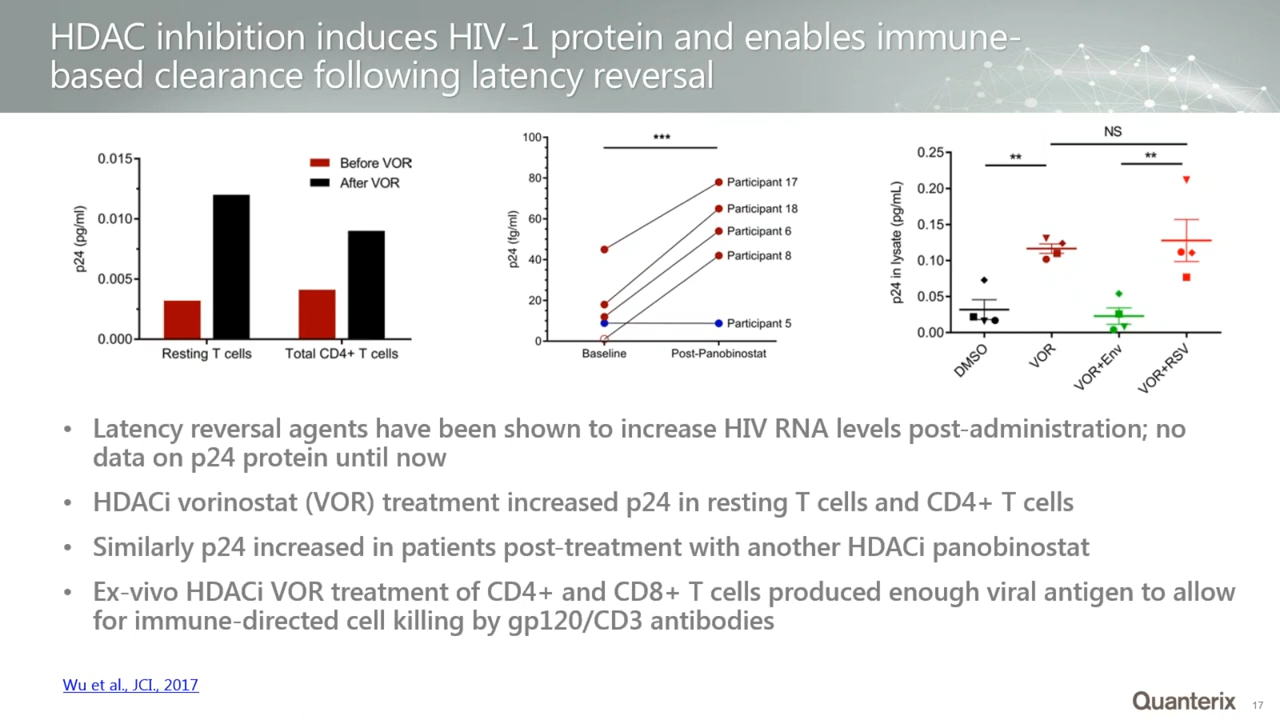 HDAC inhibition induces HIV-1 protein and enables immune-
based clearance following latency reversal
0.015
0.010
0.005
0.000
p24 (pg/ml)
Before VOR
After VOR
Resting T cells
Total CD4+ T cells
100
80
60
40
20
0
p24 (fg/ml)
***
Participant 17
Participant 18
Participant 6
Participant 8
Participant 5
Baseline
Post-Panobinostat
0.25
0.20
0.15
0.10
0.05
0.00
p24 in lysate (pg/mL)
NS
**
**
DMSO
VOR
VOR+Env
VOR+RSV
• Latency reversal agents have been shown to increase HIV RNA levels post-administration; no
data on p24 protein until now
• HDACi vorinostat (VOR) treatment increased p24 in resting T cells and CD4+ T cells
• Similarly p24 increased in patients post-treatment with another HDACi panobinostat
• Ex-vivo HDACi VOR treatment of CD4+ and CD8+ T cells produced enough viral antigen to allow
for immune-directed cell killing by gp120/CD3 antibodies
Wu et al., JCI., 2017
Quanterix
17